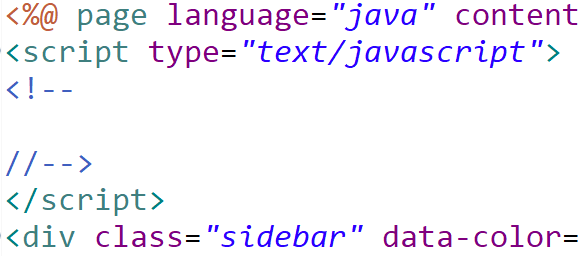 <%@ page language="java" content
<script type="text/javascript">
<!--
//-->
</script>
<div class="sidebar" data-color=